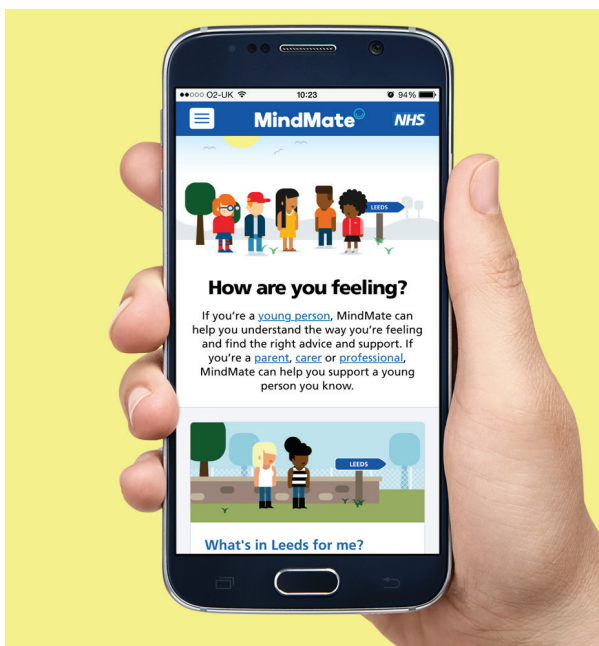 O2-UK 10:23 94%
MindMate NHS
LEEDS
How are you feeling?
If you're a young person, MindMate can
help you understand the way you're feeling
and find the right advice and support. If
you're a parent, carer or professional,
MindMate can help you support a young
person you know.
LEEDS
What's in Leeds for me?